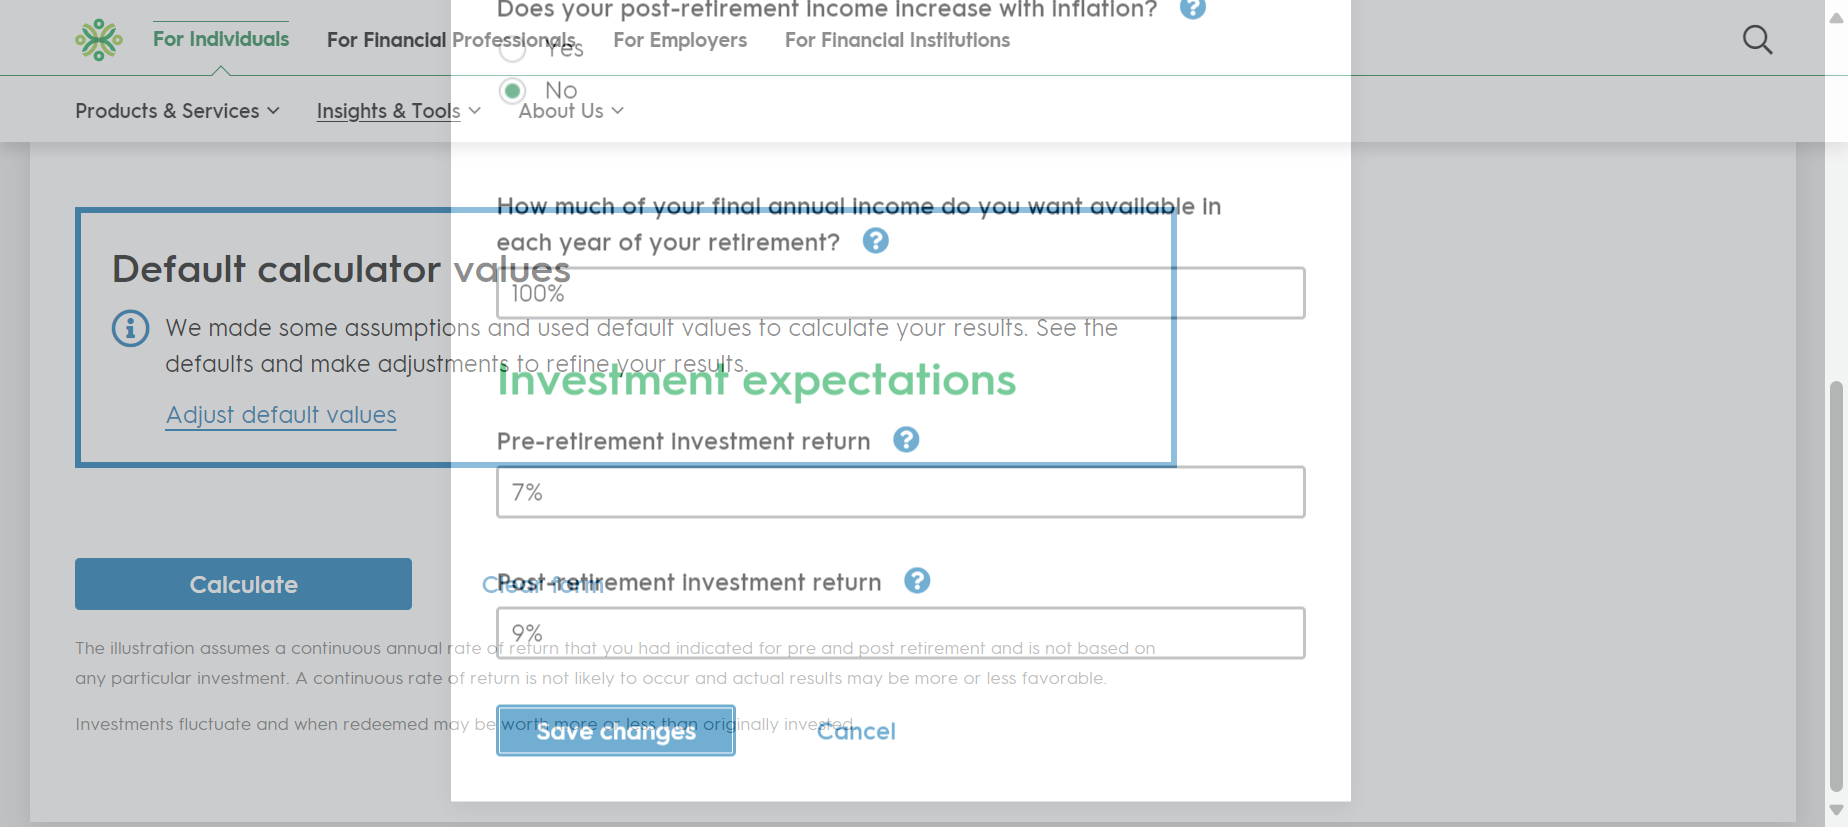 Does your post-retirement income increase with inflation? ?
For Individuals For Financial Professionals For Employers For Financial Institutions
Yes
No
Products & Services Insights & Tools About Us
How much of your final annual income do you want available in
each year of your retirement? ?
100%
Default calculator values
We made some assumptions and used default values to calculate your results. See the
defaults and make adjustments to refine your results.
Adjust default values
Investment expectations
Pre-retirement investment return ?
7%
Post-retirement investment return ?
9%
Calculate Clear form
The illustration assumes a continuous annual rate of return that you had indicated for pre and post retirement and is not based on
any particular investment. A continuous rate of return is not likely to occur and actual results may be more or less favorable.
Investments fluctuate and when redeemed may be worth more or less than originally invested.
Save changes Cancel